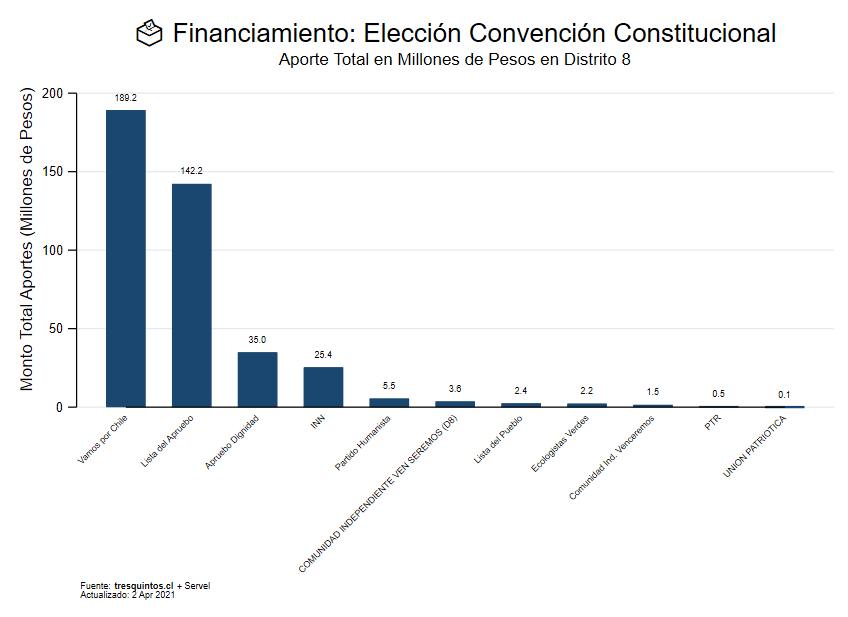 Financiamiento: Elección Convención Constitucional
Aporte Total en Millones de Pesos en Distrito 8
Monto Total Aportes (Millones de Pesos)
200
150
100
50
0
189.2
142.2
35.0
25.4
5.5
3.6
2.4
2.2
1.5
0.5
0.1
Vamos por Chile
Lista del Apruebo
Apruebo Dignidad
INN
Partido Humanista
COMUNIDAD INDEPENDIENTE VEN SEREMOS (D8)
Lista del Pueblo
Ecologistas Verdes
Comunidad Ind. Venceremos
PTR
UNION PATRIOTICA
Fuente: tresquintos.cl + Servel
Actualizado: 2 Apr 2021